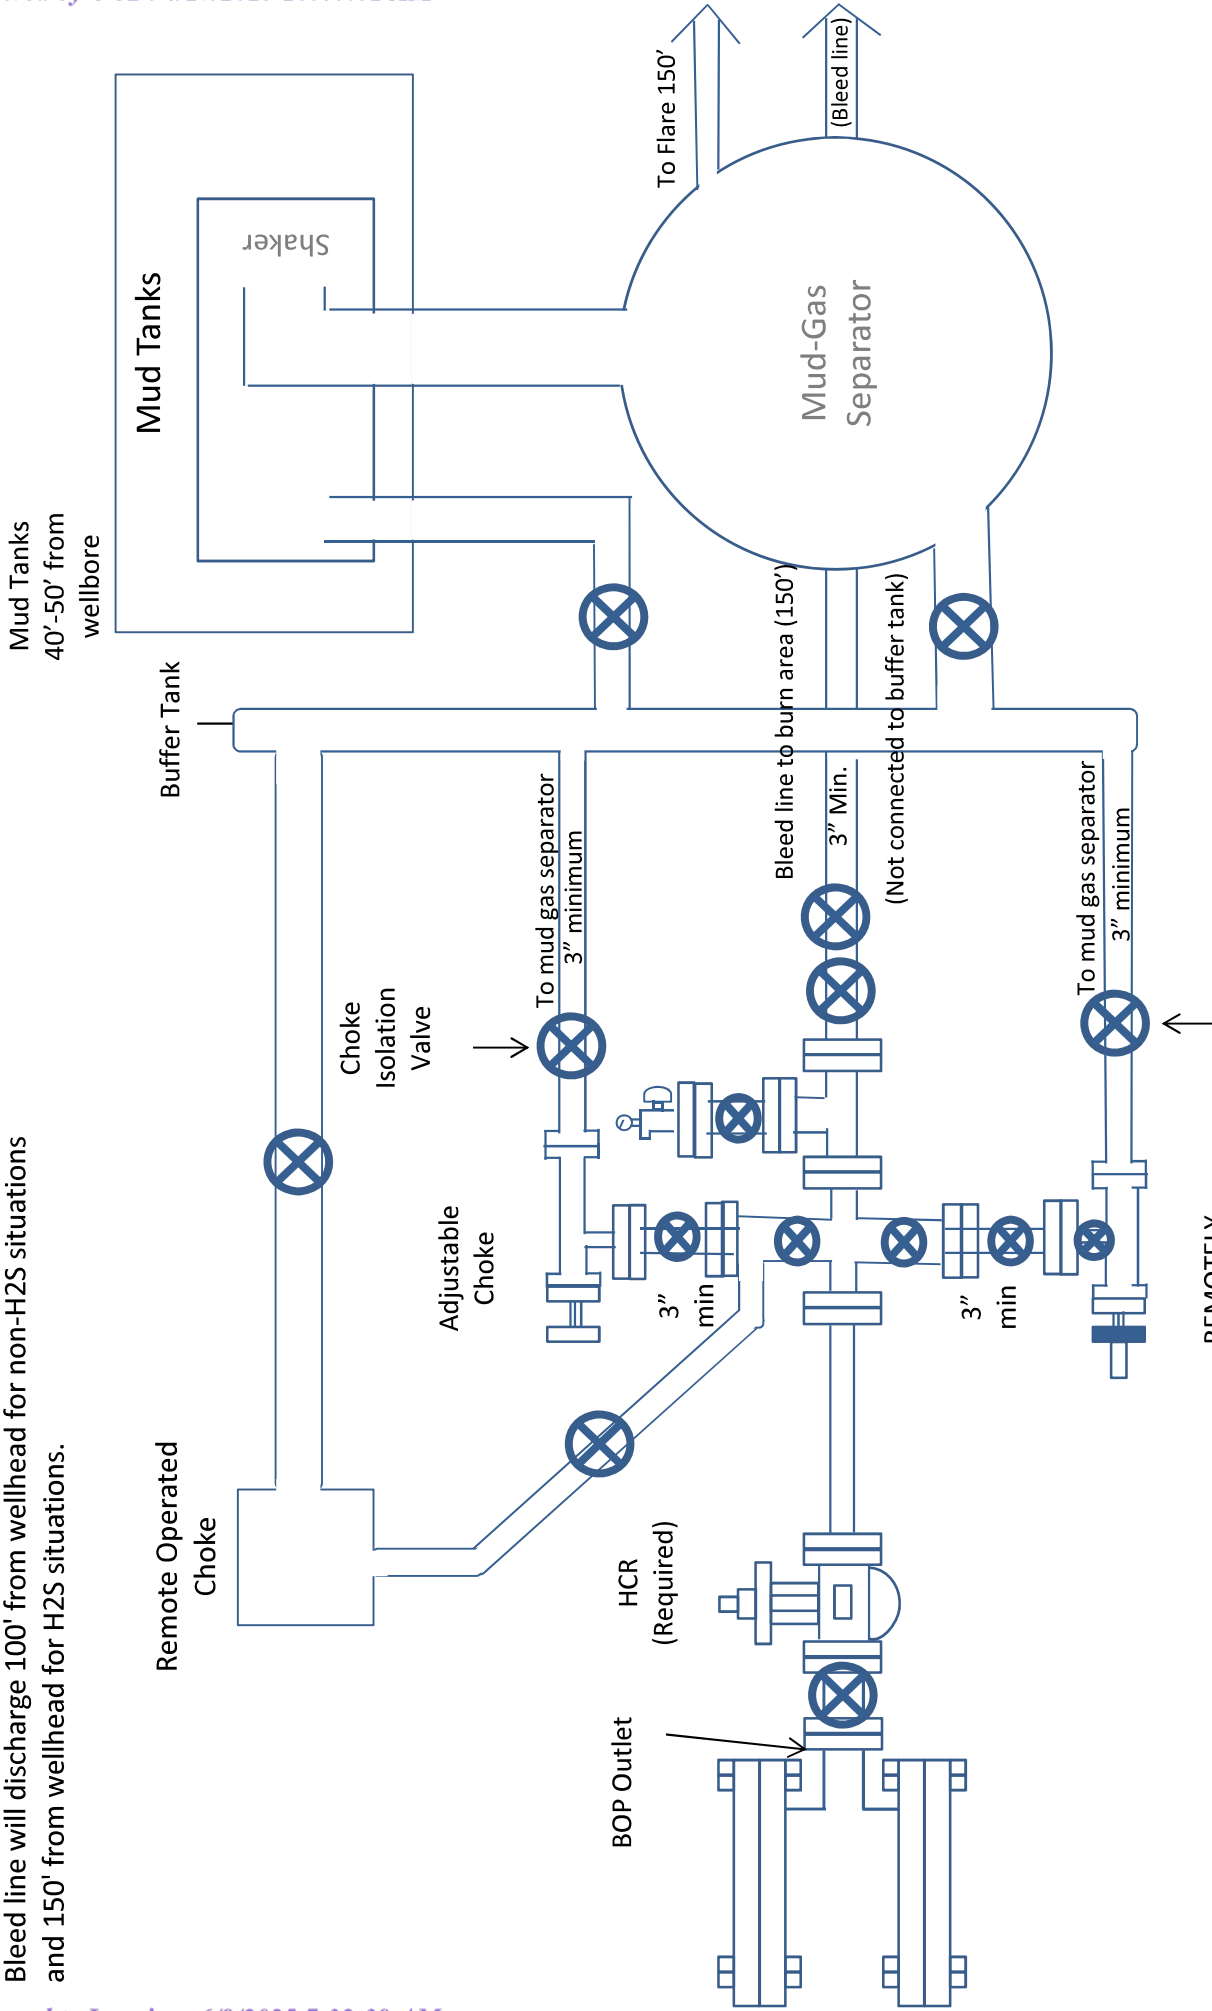 Bleed line will discharge 100' from wellhead for non-H2S situations
and 150' from wellhead for H2S situations.
Mud Tanks
40’-50’ from
wellbore
Mud Tanks
Shaker
Buffer Tank
Remote Operated
Choke
Choke
Isolation
Valve
Adjustable
Choke
To mud gas separator
3” minimum
To Flare 150’
(Bleed line)
Mud-Gas
Separator
Bleed line to burn area (150’)
3” Min.
(Not connected to buffer tank)
3”
min
HCR
(Required)
BOP Outlet
3”
min
To mud gas separator
3” minimum
REMOTELY